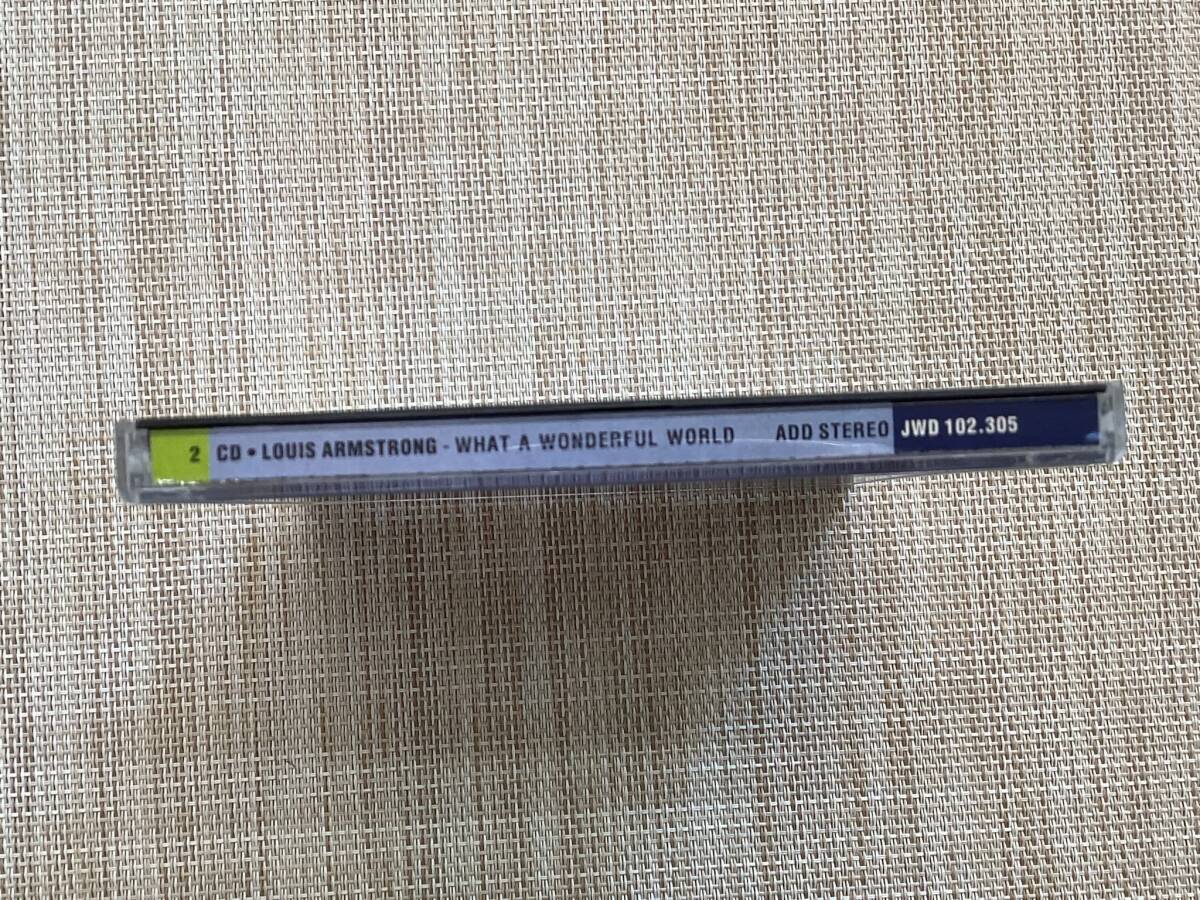 2 CD • LOUIS ARMSTRONG - WHAT A WONDERFUL WORLD ADD STEREO JWD 102.305